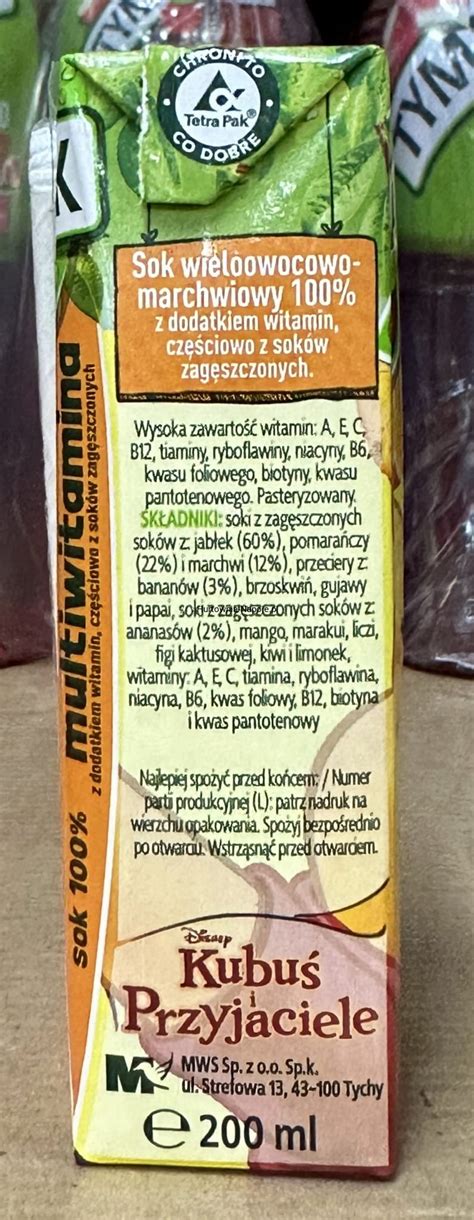 CHRONI TO
Tetra Pak®
CO DOBRE
TYM
TYM
K
Sok wieloowocowo-
marchwiowy 100%
z dodatkiem witamin,
częściowo z soków
zagęszczonych.
Wysoka zawartość witamin: A, E, C,
B12, tiaminy, ryboflawiny, niacyny, B6,
kwasu foliowego, biotyny, kwasu
pantotenowego. Pasteryzowany.
SKŁADNIKI: soki z zagęszczonych
soków z: jabłek (60%), pomarańczy
(22%) i marchwi (12%), przeciery z:
bananów (3%), brzoskwiń, gujawy
i papai, soki z zagęszczonych soków z:
ananasów (2%), mango, marakui, liczi,
figi kaktusowej, kiwi i limonek,
witaminy: A, E, C, tiamina, ryboflawina,
niacyna, B6, kwas foliowy, B12, biotyna
i kwas pantotenowy
Najlepiej spożyć przed końcem: / Numer
partii produkcyjnej (L): patrz nadruk na
wierzchu opakowania. Spożyj bezpośrednio
po otwarciu. Wstrząsnąć przed otwarciem.
Disney
Kubuś
i
Przyjaciele
MWS Sp. z o.o. Sp.k.
ul. Strefowa 13, 43-100 Tychy
e 200 ml
sok 100% multiwitamina
z dodatkiem witamin, częściowo z soków zagęszczonych